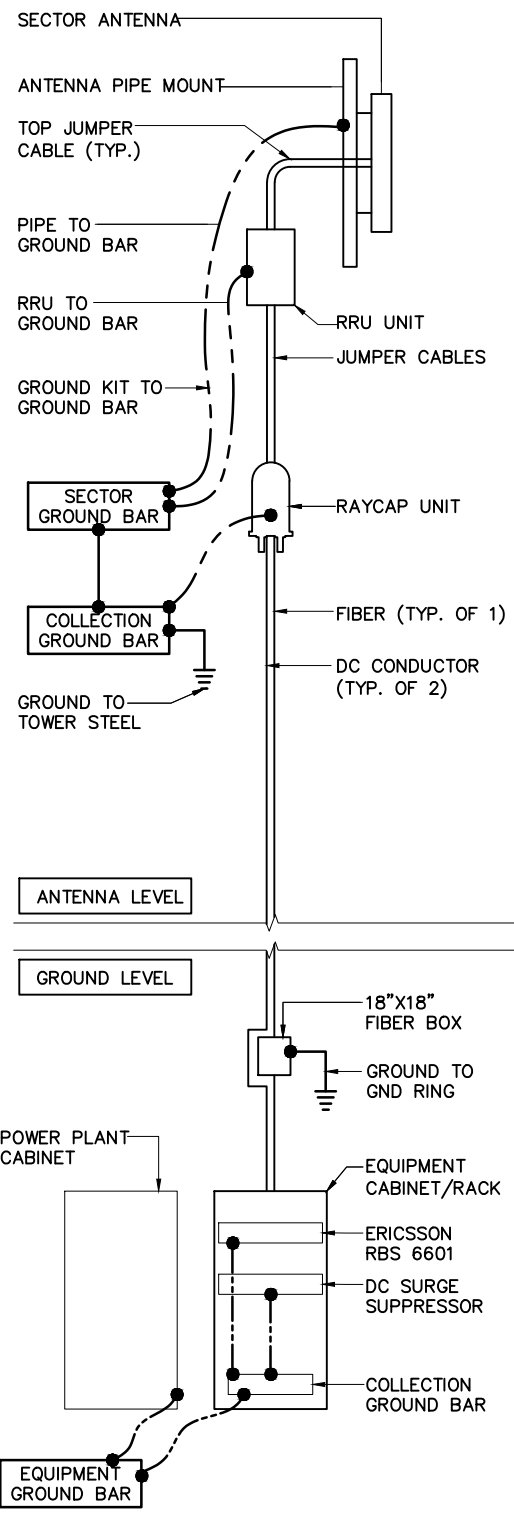 SECTOR ANTENNA
ANTENNA PIPE MOUNT
TOP JUMPER
CABLE (TYP.)
PIPE TO
GROUND BAR
RRU TO
GROUND BAR
RRU UNIT
JUMPER CABLES
GROUND KIT TO
GROUND BAR
SECTOR
GROUND BAR
RAYCAP UNIT
COLLECTION
GROUND BAR
FIBER (TYP. OF 1)
DC CONDUCTOR
(TYP. OF 2)
GROUND TO
TOWER STEEL
ANTENNA LEVEL
GROUND LEVEL
18"X18"
FIBER BOX
GROUND TO
GND RING
POWER PLANT
CABINET
EQUIPMENT
CABINET/RACK
ERICSSON
RBS 6601
DC SURGE
SUPPRESSOR
COLLECTION
GROUND BAR
EQUIPMENT
GROUND BAR